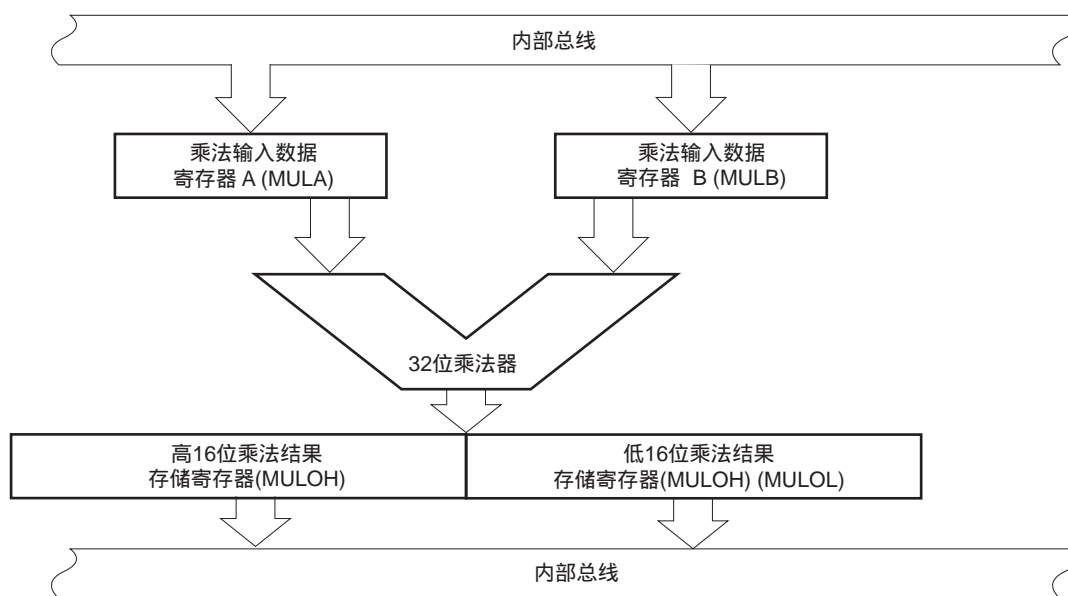 内部总线
乘法输入数据
寄存器 A (MULA)
乘法输入数据
寄存器 B (MULB)
32位乘法器
高16位乘法结果
存储寄存器(MULOH)
低16位乘法结果
存储寄存器(MULOH) (MULOL)
内部总线